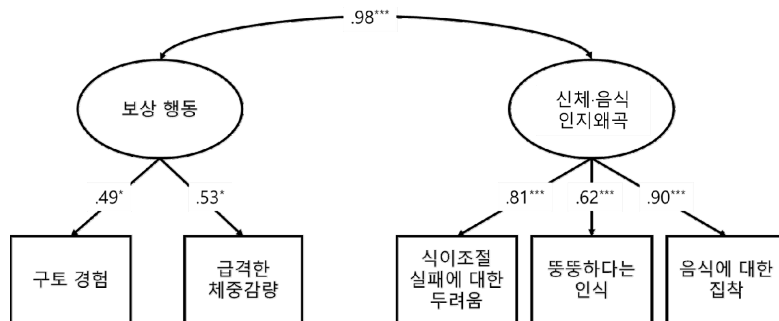 .98***
보상 행동
신체·음식
인지왜곡
.49*
.53*
.81***
.62***
.90***
구토 경험
급격한
체중감량
식이조절
실패에 대한
두려움
뚱뚱하다는
인식
음식에 대한
집착